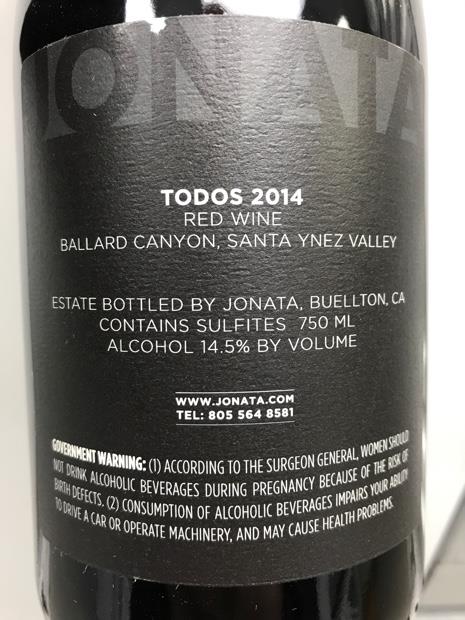 JONATA
TODOS 2014
RED WINE
BALLARD CANYON, SANTA YNEZ VALLEY
ESTATE BOTTLED BY JONATA, BUELLTON, CA
CONTAINS SULFITES 750 ML
ALCOHOL 14.5% BY VOLUME
WWW.JONATA.COM
TEL: 805 564 8581
GOVERNMENT WARNING: (1) ACCORDING TO THE SURGEON GENERAL, WOMEN SHOULD
NOT DRINK ALCOHOLIC BEVERAGES DURING PREGNANCY BECAUSE OF THE RISK OF
BIRTH DEFECTS. (2) CONSUMPTION OF ALCOHOLIC BEVERAGES IMPAIRS YOUR ABILITY
TO DRIVE A CAR OR OPERATE MACHINERY, AND MAY CAUSE HEALTH PROBLEMS.